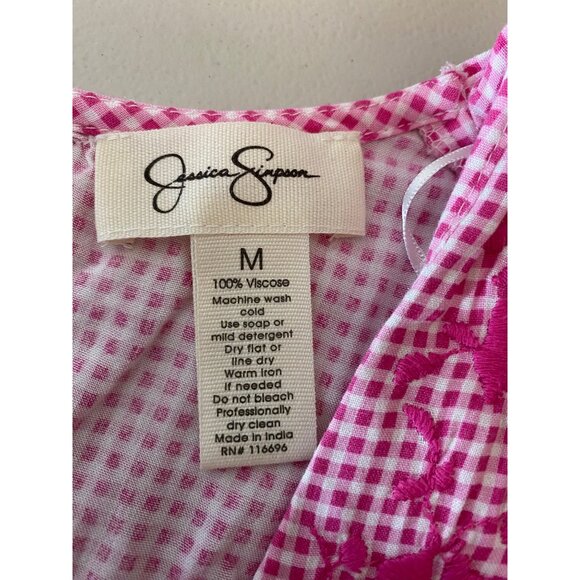 Jessica Simpson
M
100% Viscose
Machine wash
cold
Use soap or
mild detergent
Dry flat or
line dry
Warm iron
if needed
Do not bleach
Professionally
dry clean
Made in India
RN# 116696